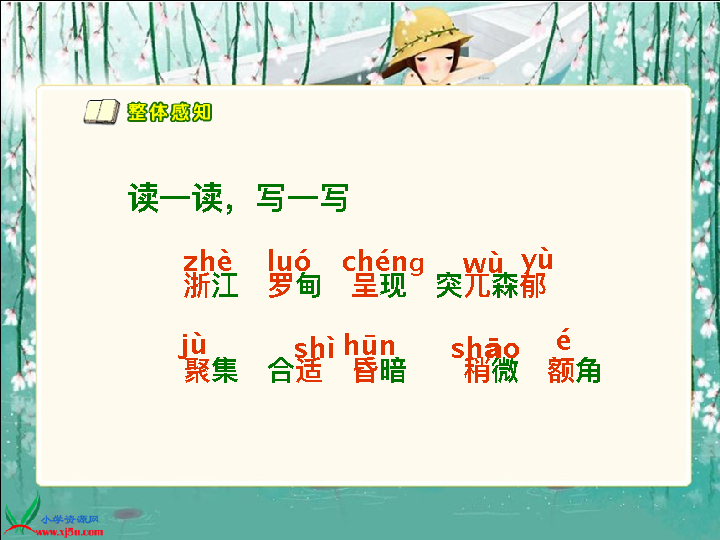 整体感知
读一读，写一写
zhè luó chéng wù yù
浙江 罗甸 呈现 突兀森郁
jù shì hūn shāo é
聚集 合适 昏暗 稍微 额角
小学资源网
www.xj5u.com